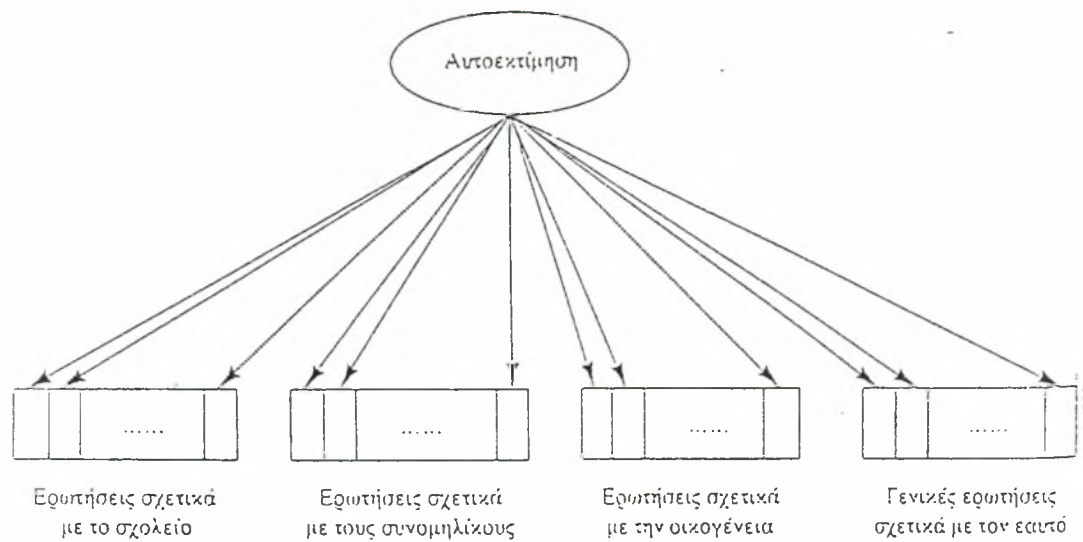 Αυτοεκτίμηση
......
......
......
......
Ερωτήσεις σχετικά
με το σχολείο
Ερωτήσεις σχετικά
με τους συνομηλίκους
Ερωτήσεις σχετικά
με την οικογένεια
Γενικές ερωτήσεις
σχετικά με τον εαυτό